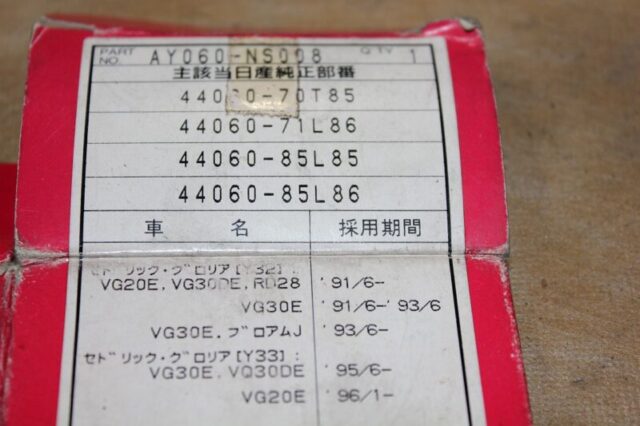 PART NO. AY060-NS008 Q'TY 1
主該当日産純正部番
44060-70T85
44060-71L86
44060-85L85
44060-85L86
車 名 採用期間
セドリック・グロリア [Y32] :
VG20E, VG30DE, RD28 '91/6-
VG30E '91/6-'93/6
VG30E, ブロアムJ '93/6-
セドリック・グロリア [Y33] :
VG30E, VQ30DE '95/6-
VG20E '96/1-